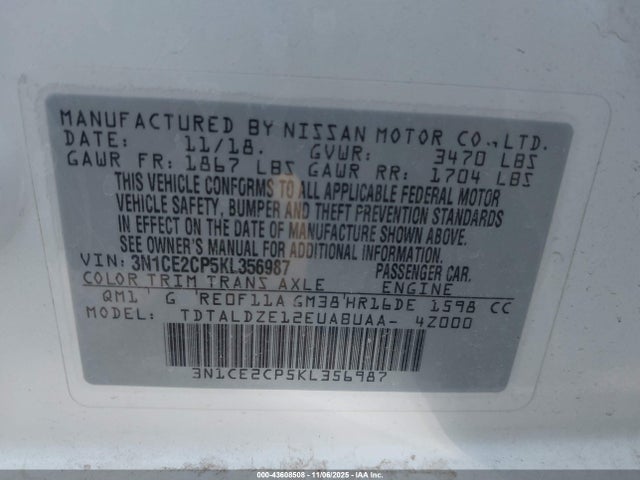 MANUFACTURED BY NISSAN MOTOR CO.,LTD.
DATE: 11/18. GVWR: 3470 LBS
GAWR FR: 1867 LBS GAWR RR: 1704 LBS
THIS VEHICLE CONFORMS TO ALL APPLICABLE FEDERAL MOTOR
VEHICLE SAFETY, BUMPER AND THEFT PREVENTION STANDARDS
IN EFFECT ON THE DATE OF MANUFACTURE SHOWN ABOVE.
SEE OWNER'S MANUAL FOR ADDITIONAL INFORMATION
VIN: 3N1CE2CP5KL356987 PASSENGER CAR.
COLOR TRIM TRANS AXLE ENGINE
QM1 G RE0F11A GM38 HR16DE 1598 CC
MODEL: TDTALDZE12EUA8UAA- 4Z000
3N1CE2CP5KL356987
000-43608508 - 11/06/2025 - IAAI.COM